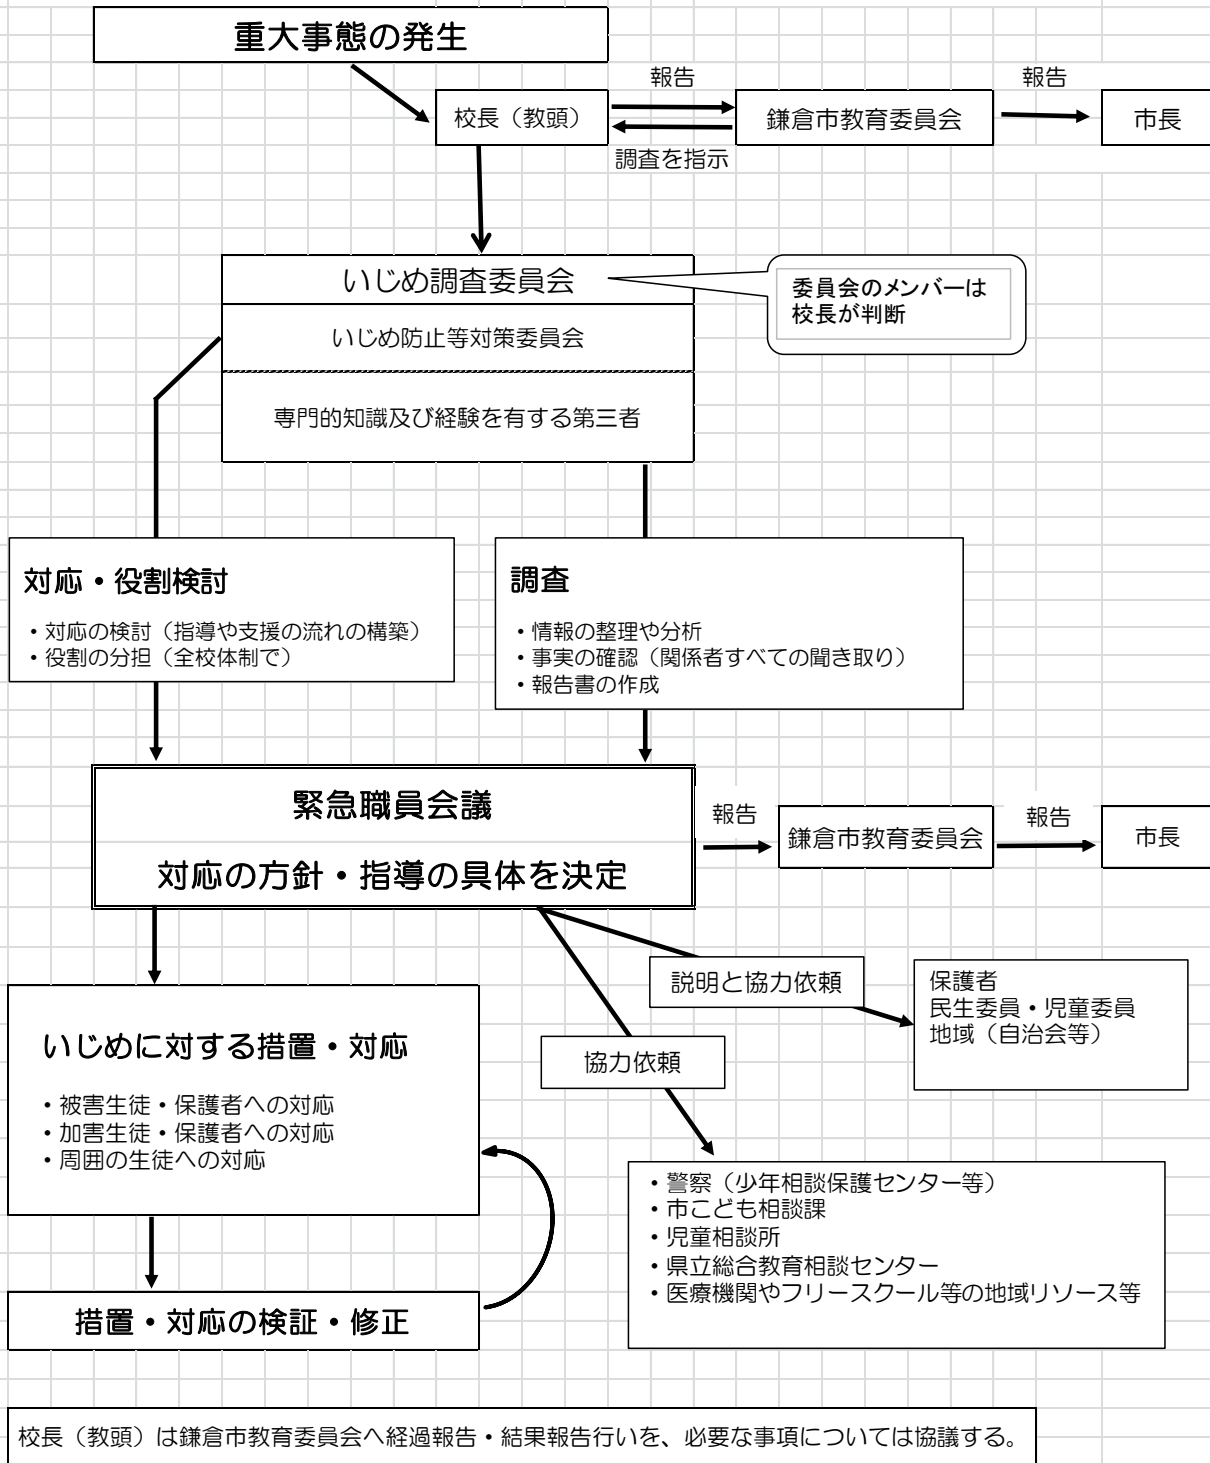 重大事態の発生
報告
報告
校長（教頭）
鎌倉市教育委員会
市長
調査を指示
いじめ調査委員会
委員会のメンバーは
校長が判断
いじめ防止等対策委員会
専門的知識及び経験を有する第三者
対応・役割検討
・対応の検討（指導や支援の流れの構築）
・役割の分担（全校体制で）
調査
・情報の整理や分析
・事実の確認（関係者すべての聞き取り）
・報告書の作成
緊急職員会議
対応の方針・指導の具体を決定
報告
鎌倉市教育委員会
報告
市長
説明と協力依頼
保護者
民生委員・児童委員
地域（自治会等）
協力依頼
いじめに対する措置・対応
・被害生徒・保護者への対応
・加害生徒・保護者への対応
・周囲の生徒への対応
・警察（少年相談保護センター等）
・市こども相談課
・児童相談所
・県立総合教育相談センター
・医療機関やフリースクール等の地域リソース等
措置・対応の検証・修正
校長（教頭）は鎌倉市教育委員会へ経過報告・結果報告行いを、必要な事項については協議する。